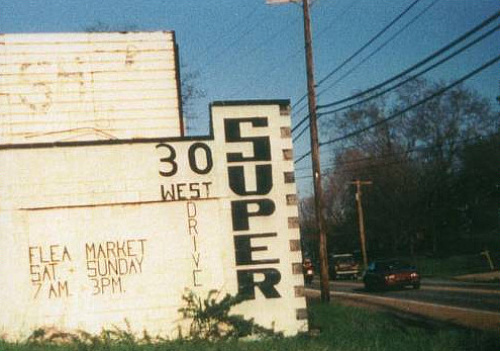 SUPER
30
WEST
DRIVE
FLEA MARKET
SAT - SUNDAY
7 AM. 3PM.